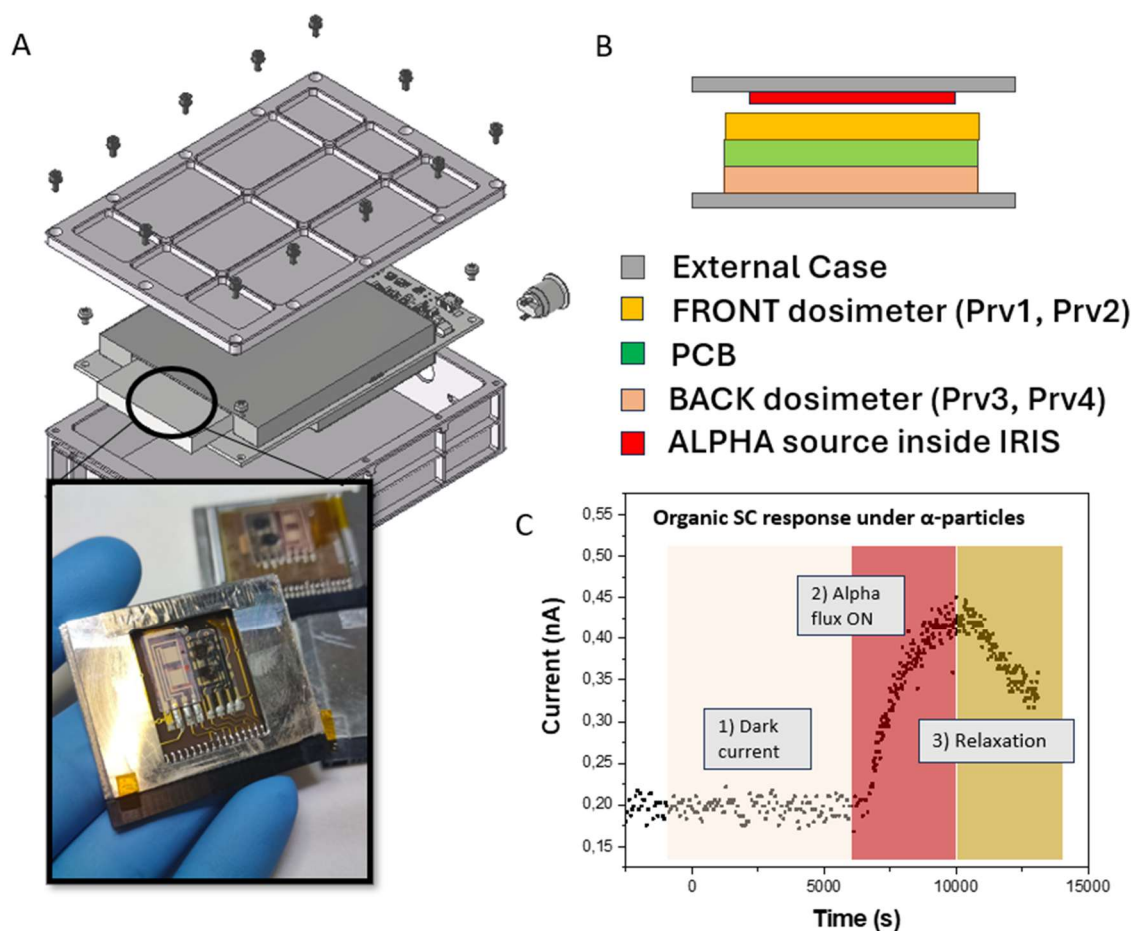 A
B
External Case
FRONT dosimeter (Prv1, Prv2)
PCB
BACK dosimeter (Prv3, Prv4)
ALPHA source inside IRIS
C
Organic SC response under α-particles
0,55
0,50
0,45
0,40
0,35
0,30
0,25
0,20
0,15
Current (nA)
1) Dark
current
2) Alpha
flux ON
3) Relaxation
0
5000
10000
15000
Time (s)